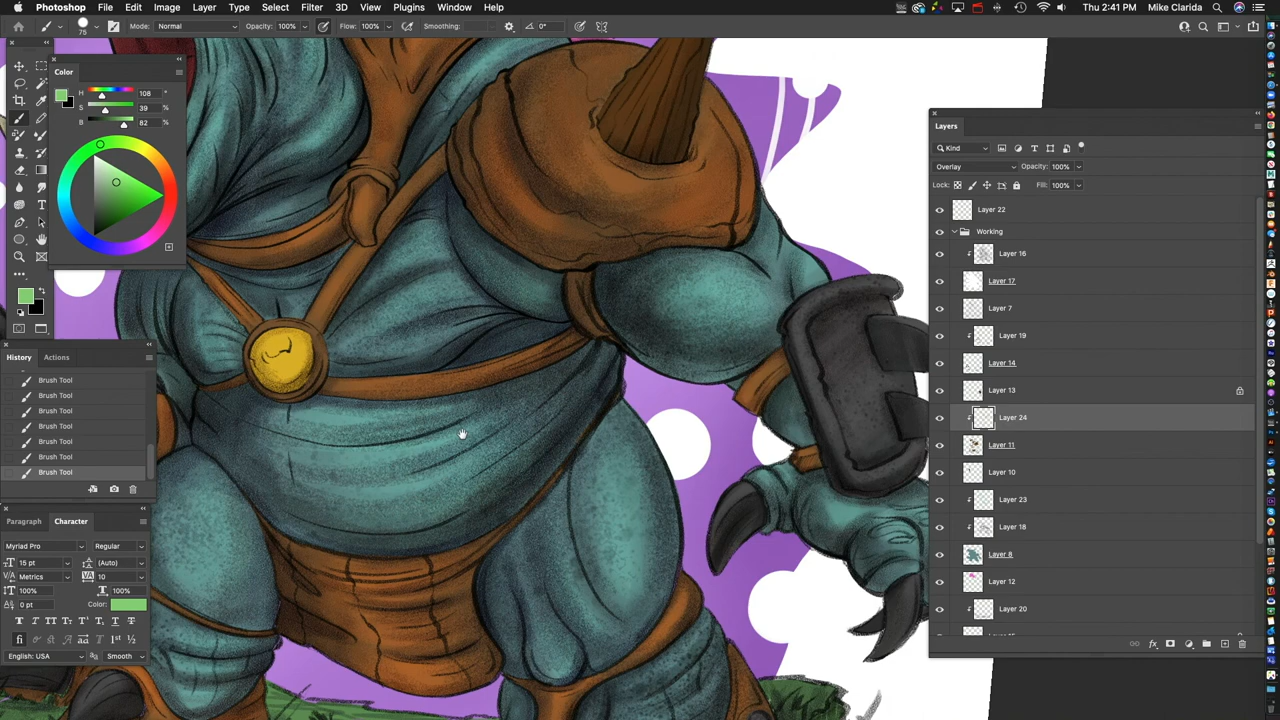 Photoshop File Edit Image Layer Type Select Filter 3D View Plugins Window Help Thu 2:41 PM Mike Clarida
75 Mode: Normal Opacity: 100% Flow: 100% Smoothing: 0°
Color
H 108 °
S 39 %
B 82 %
History Actions
Brush Tool
Brush Tool
Brush Tool
Brush Tool
Brush Tool
Brush Tool
Brush Tool
Paragraph Character
Myriad Pro Regular
15 pt (Auto)
Metrics 10
100% 100%
0 pt Color:
English: USA Smooth
Layers
Kind
Overlay Opacity: 100%
Lock: Fill: 100%
Layer 22
Working
Layer 16
Layer 17
Layer 7
Layer 19
Layer 14
Layer 13
Layer 24
Layer 11
Layer 10
Layer 23
Layer 18
Layer 8
Layer 12
Layer 20